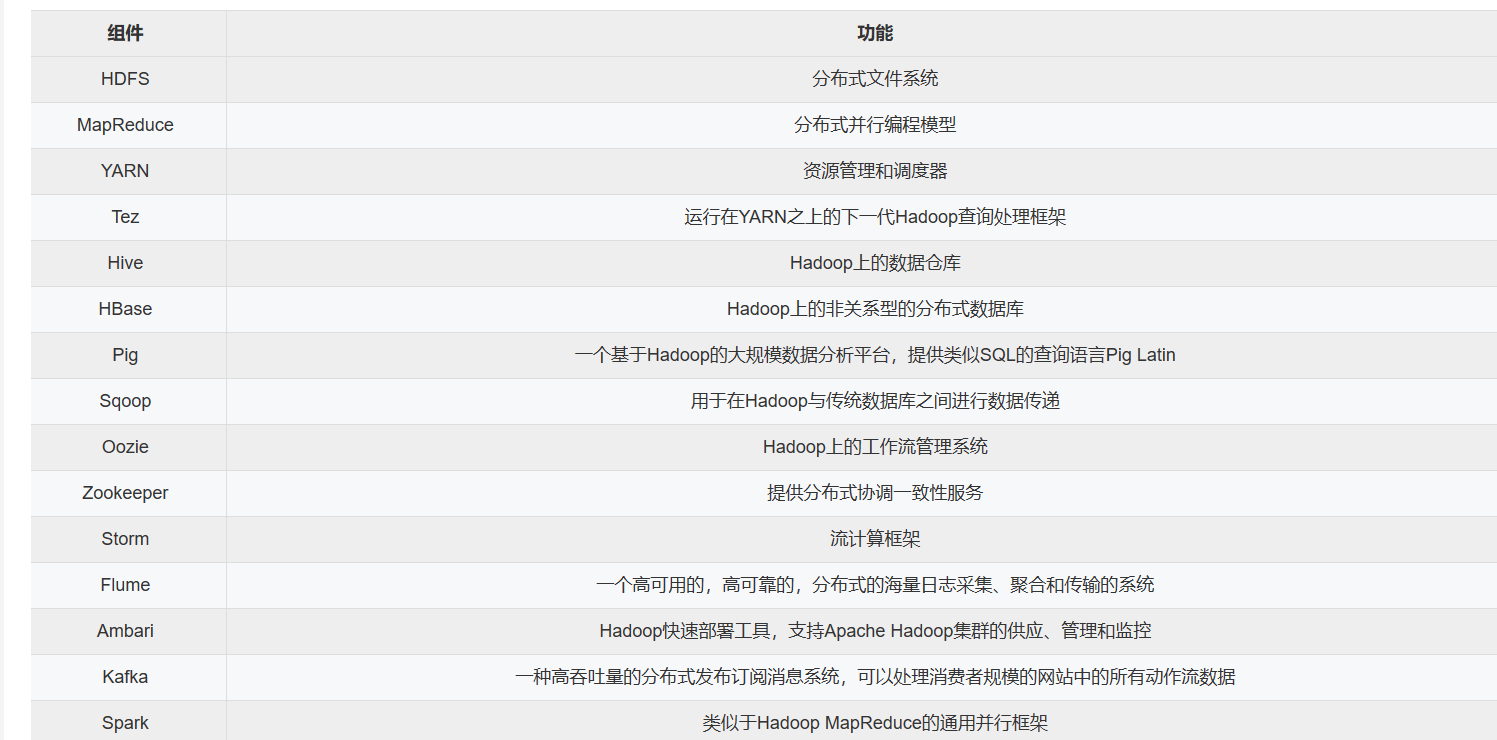 组件 功能
HDFS 分布式文件系统
MapReduce 分布式并行编程模型
YARN 资源管理和调度器
Tez 运行在YARN之上的下一代Hadoop查询处理框架
Hive Hadoop上的数据仓库
HBase Hadoop上的非关系型的分布式数据库
Pig 一个基于Hadoop的大规模数据分析平台，提供类似SQL的查询语言Pig Latin
Sqoop 用于在Hadoop与传统数据库之间进行数据传递
Oozie Hadoop上的工作流管理系统
Zookeeper 提供分布式协调一致性服务
Storm 流计算框架
Flume 一个高可用的，高可靠的，分布式的海量日志采集、聚合和传输的系统
Ambari Hadoop快速部署工具，支持Apache Hadoop集群的供应、管理和监控
Kafka 一种高吞吐量的分布式发布订阅消息系统，可以处理消费者规模的网站中的所有动作流数据
Spark 类似于Hadoop MapReduce的通用并行框架